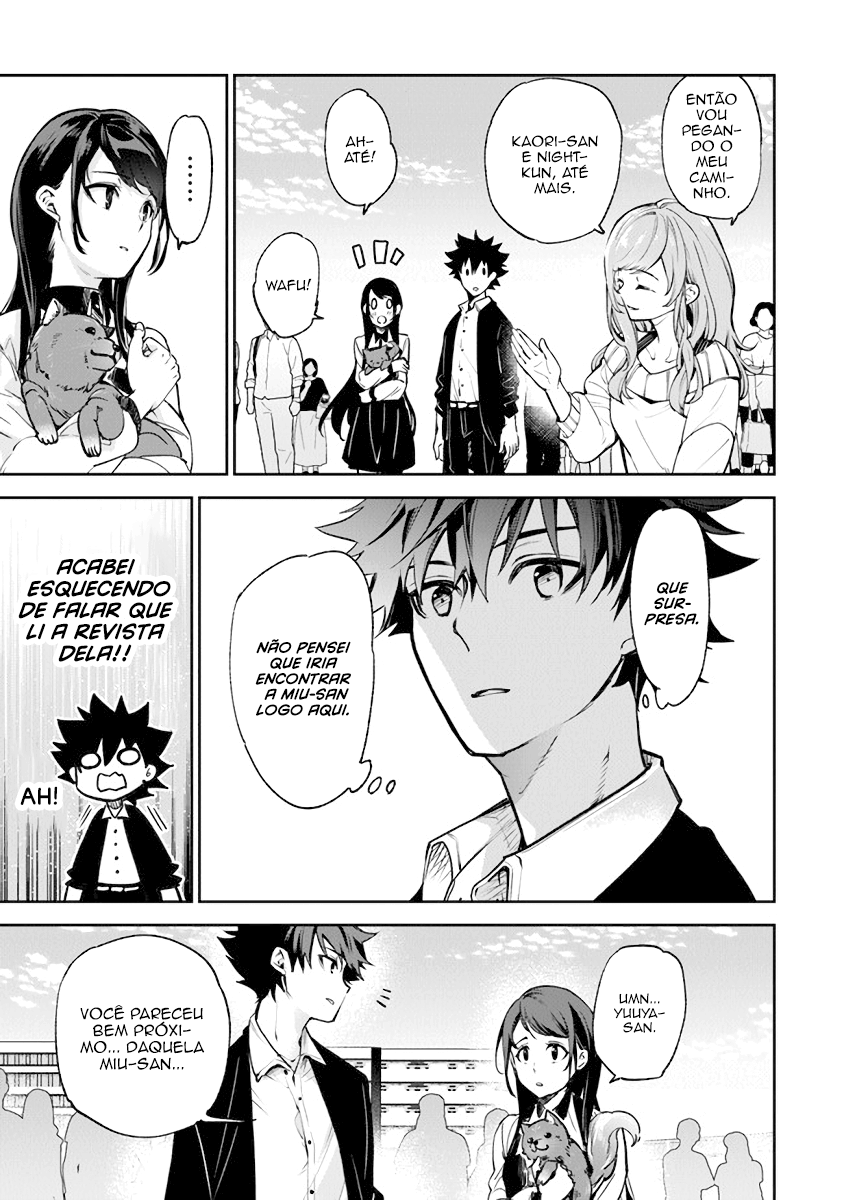 ENTÃO
VOU
PEGAN-
DO O
MEU
CAMI-
NHO.
KAORI-SAN
E NIGHT-
KUN, ATÉ
MAIS.
AH-
ATÉ!
WAFU!
......
QUE
SUR-
PRESA.
NÃO PENSEI
QUE IRIA
ENCONTRAR
A MIU-SAN
LOGO AQUI.
ACABEI
ESQUECENDO
DE FALAR QUE
LI A REVISTA
DELA!!
AH!
UMN...
YUUYA-
SAN.
VOCÊ PARECEU
BEM PRÓXI-
MO... DAQUELA
MIU-SAN...